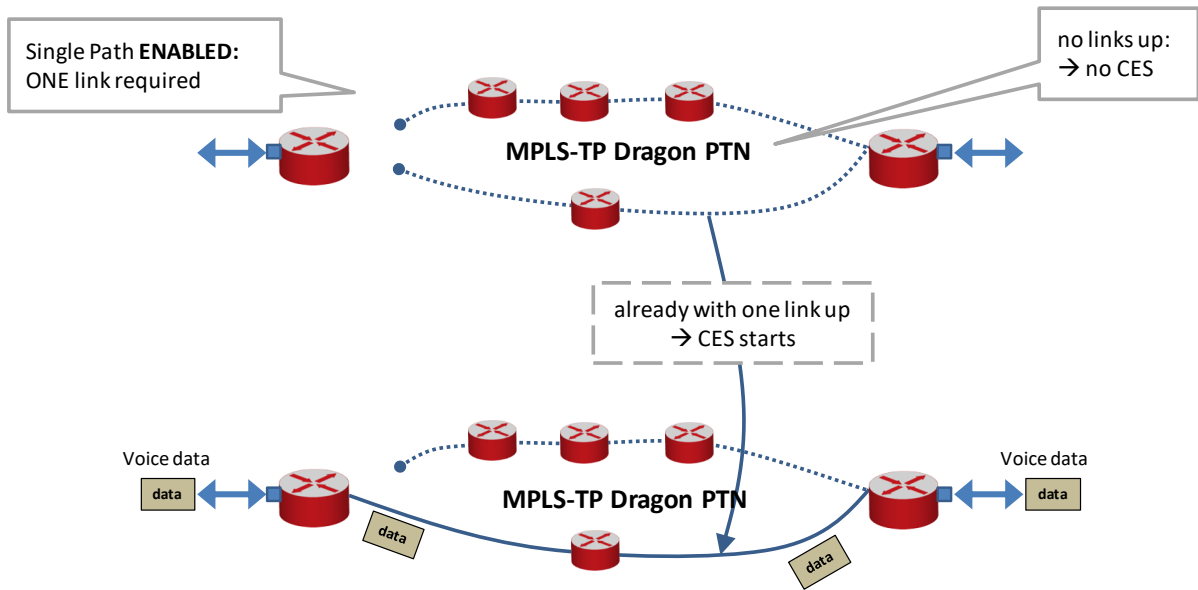 Single Path ENABLED:
ONE link required
no links up:
→ no CES
MPLS-TP Dragon PTN
already with one link up
→ CES starts
Voice data
data
MPLS-TP Dragon PTN
Voice data
data
data
data